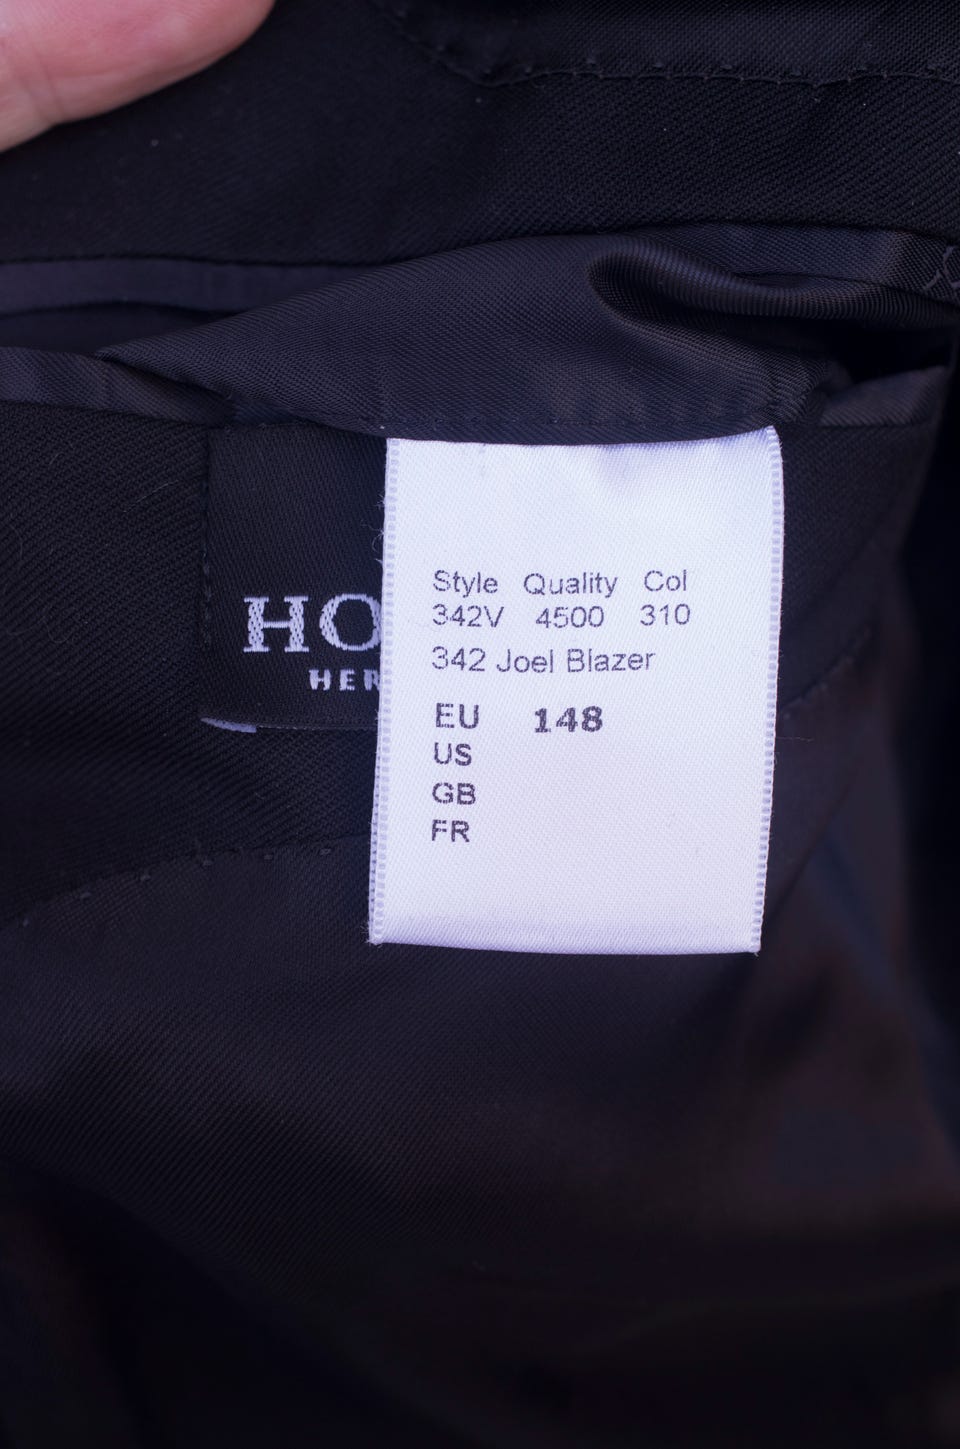 HO
HER
Style Quality Col
342V 4500 310
342 Joel Blazer
EU 148
US
GB
FR